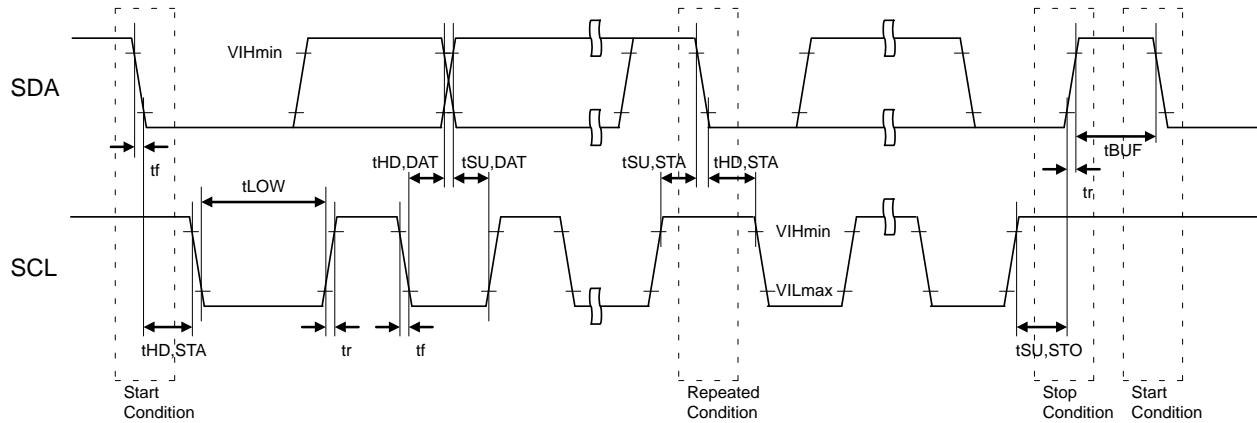 VIHmin
SDA
tHD,DAT tSU,DAT
tSU,STA tHD,STA
tBUF
tf
tLOW
tr
VIHmin
SCL
VILmax
tHD,STA
tr
tf
tSU,STO
Start
Condition
Repeated
Condition
Stop
Condition
Start
Condition